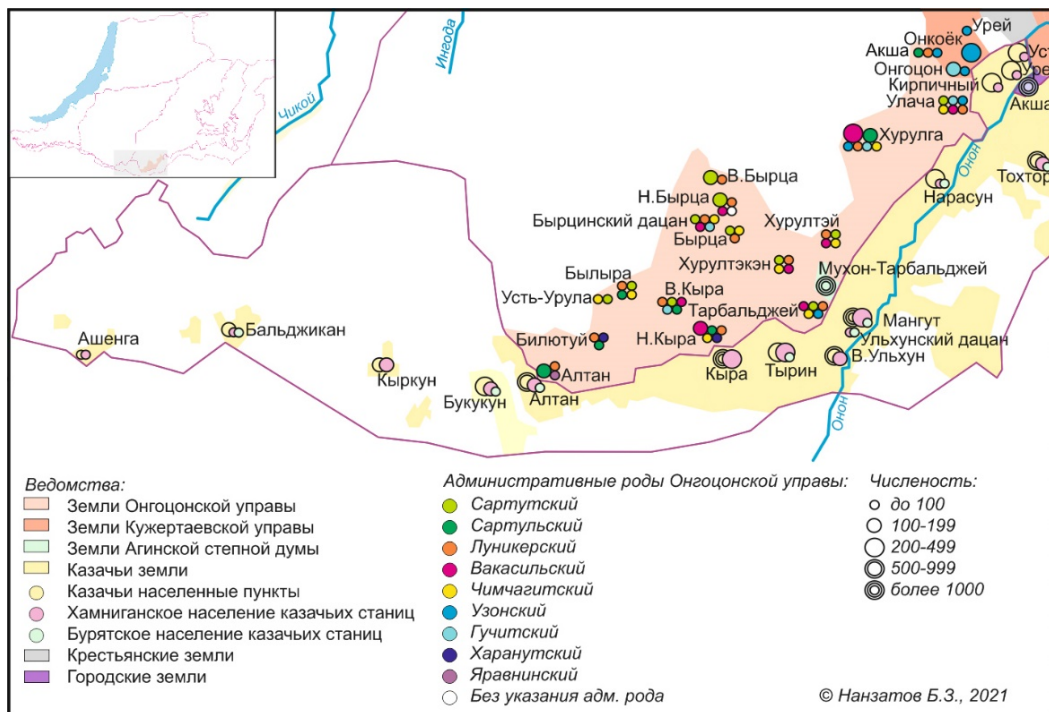 Ингода
Чикой
Урей
Онкоёк
Акша
Онгоцон
Кирпичный
Улача
Акша
Хурулга
Онон
Тохтор
Нарасун
В.Бырца
Н.Бырца
Бырцинский дацан
Бырца
Хурултэй
Хурултэкэн
Мухон-Тарбальджей
Былыра
Усть-Урула
В.Кыра
Тарбальджей
Мангут
Ульхунский дацан
В.Ульхун
Билютуй
Н.Кыра
Бальджикан
Ашенга
Кыркун
Букукун
Алтан
Алтан
Кыра
Тырин
Онон
Ведомства:
Земли Онгоцонской управы
Земли Кужертаевской управы
Земли Агинской степной думы
Казачьи земли
Казачьи населенные пункты
Хамниганское население казачьих станиц
Бурятское население казачьих станиц
Крестьянские земли
Городские земли
Административные роды Онгоцонской управы:
Сартутский
Сартульский
Луникерский
Вакасильский
Чимчагитский
Узонский
Гучитский
Харанутский
Яравнинский
Без указания адм. рода
Численость:
до 100
100-199
200-499
500-999
более 1000
© Нанзатов Б.З., 2021